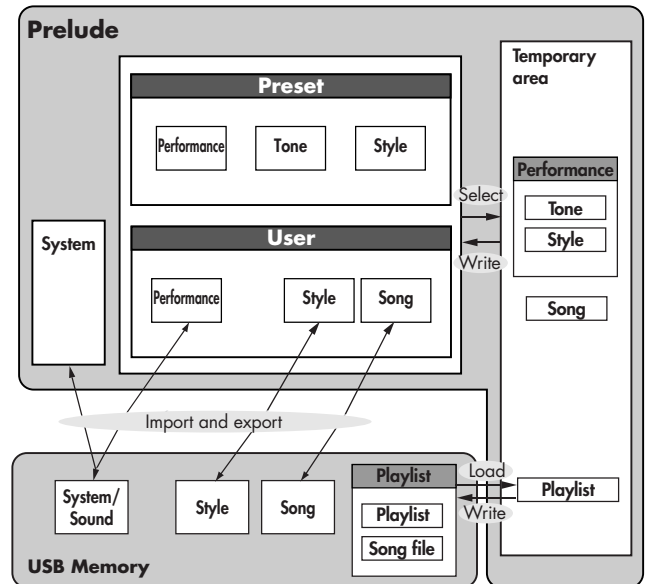 Prelude
Temporary
area
Preset
Performance
Tone
Style
Performance
Tone
Style
Select
Write
System
User
Performance
Style
Song
Song
Import and export
System/
Sound
Style
Song
Playlist
Playlist
Song file
Load
Write
Playlist
USB Memory